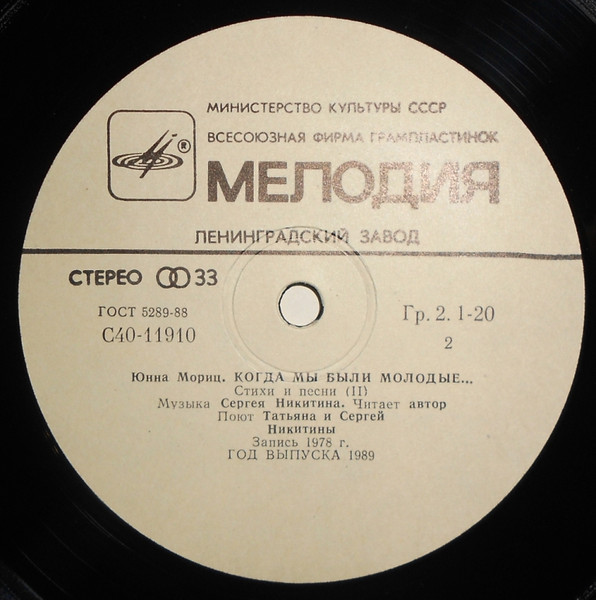 МИНИСТЕРСТВО КУЛЬТУРЫ СССР
ВСЕСОЮЗНАЯ ФИРМА ГРАМПЛАСТИНОК
®
МЕЛОДИЯ
ЛЕНИНГРАДСКИЙ ЗАВОД
СТЕРЕО 33
ГОСТ 5289-88
Гр. 2. 1-20
С40-11910
2
Юнна Мориц. КОГДА МЫ БЫЛИ МОЛОДЫЕ...
Стихи и песни (II)
Музыка Сергея Никитина. Читает автор
Поют Татьяна и Сергей
Никитины
Запись 1978 г.
ГОД ВЫПУСКА 1989